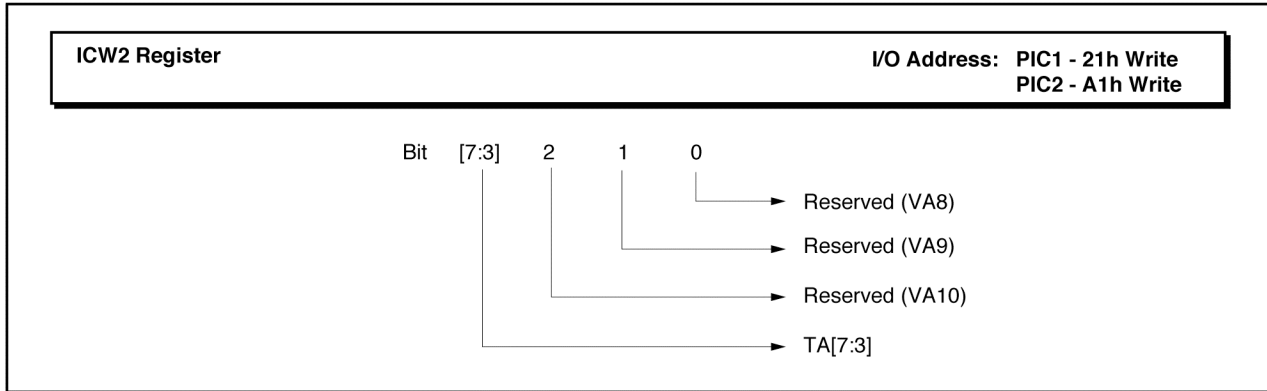 ICW2 Register
I/O Address: PIC1 - 21h Write
PIC2 - A1h Write
Bit [7:3] 2 1 0
Reserved (VA8)
Reserved (VA9)
Reserved (VA10)
TA[7:3]